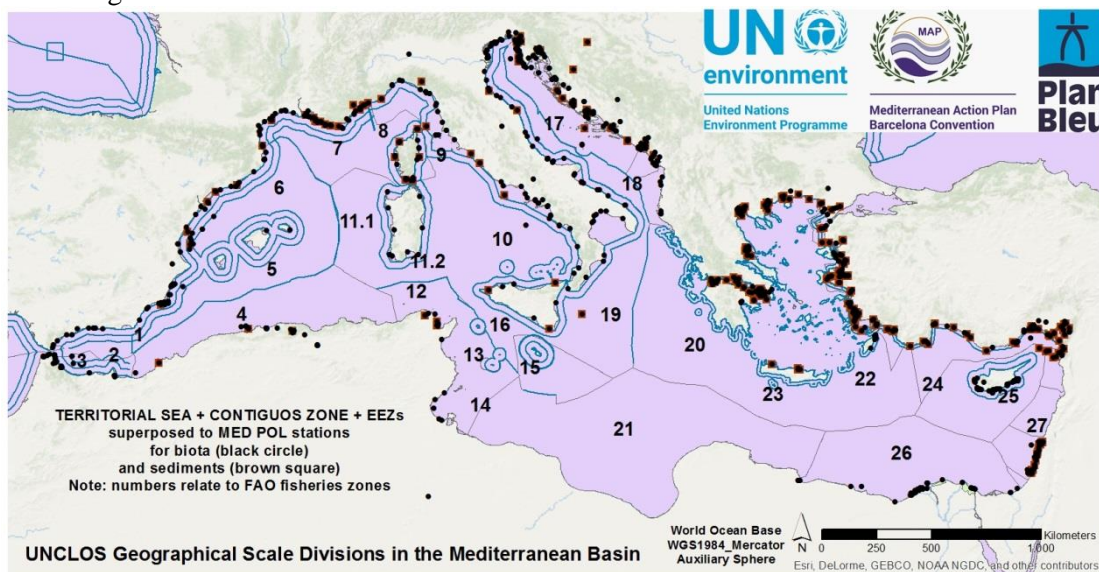 UN
environment
United Nations
Environment Programme
MAP
Mediterranean Action Plan
Barcelona Convention
Plan
Bleu
17
8
7
9
6
18
11.1
10
5
11.2
12
4
16
19
1
3
2
13
15
20
22
23
24
25
14
21
26
27
TERRITORIAL SEA + CONTIGUOS ZONE + EEZs
superposed to MED POL stations
for biota (black circle)
and sediments (brown square)
Note: numbers relate to FAO fisheries zones
UNCLOS Geographical Scale Divisions in the Mediterranean Basin
World Ocean Base
WGS1984_Mercator
Auxiliary Sphere
N
Kilometers
0 250 500 1,000
Esri, DeLorme, GEBCO, NOAA NGDC, and other contributors